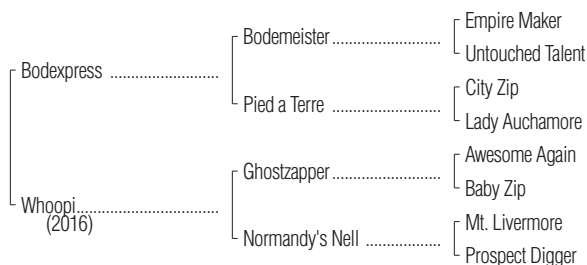 Bodexpress
Whoopi
(2016)
Bodemeister
Pied a Terre
Ghostzapper
Normandy's Nell
Empire Maker
Untouched Talent
City Zip
Lady Auchamore
Awesome Again
Baby Zip
Mt. Livermore
Prospect Digger